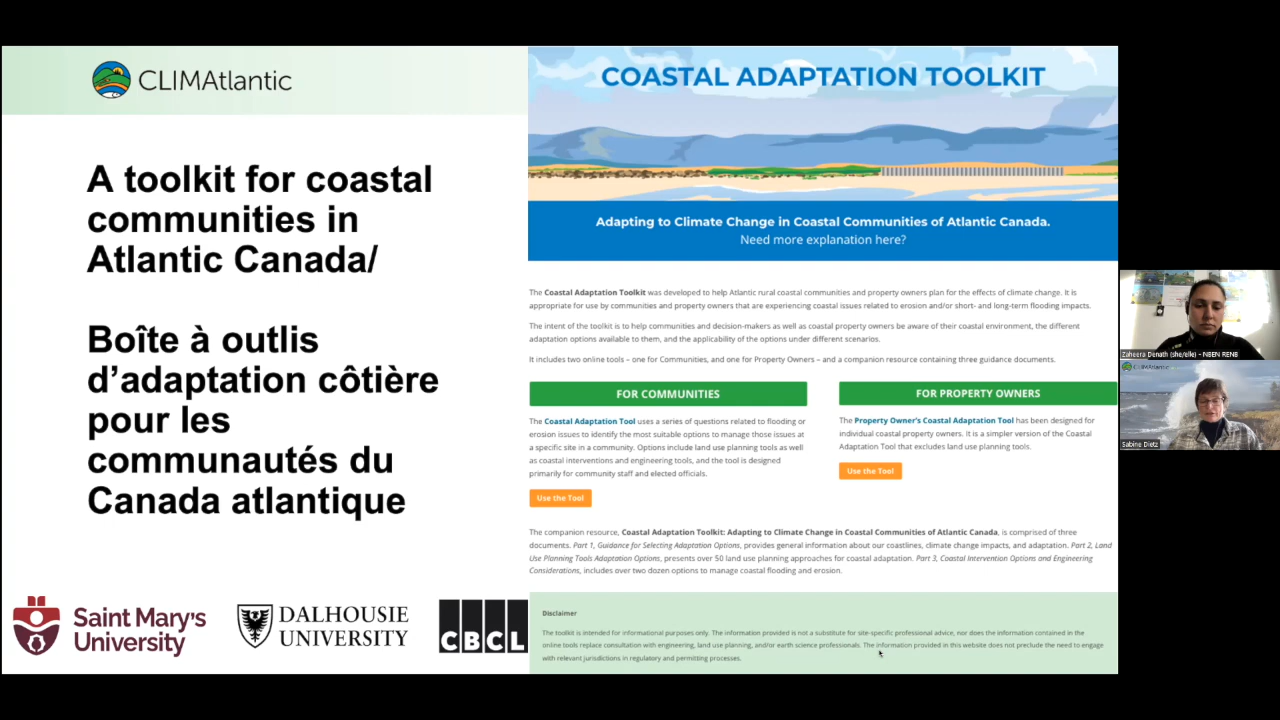 CLIMAtlantic
A toolkit for coastal
communities in
Atlantic Canada/
Boîte à outlis
d’adaptation côtière
pour les
communautés du
Canada atlantique
Saint Mary's
University
DALHOUSIE
UNIVERSITY
CBCL
COASTAL ADAPTATION TOOLKIT
Adapting to Climate Change in Coastal Communities of Atlantic Canada.
Need more explanation here?
The Coastal Adaptation Toolkit was developed to help Atlantic rural coastal communities and property owners plan for the effects of climate change. It is
appropriate for use by communities and property owners that are experiencing coastal issues related to erosion and/or short- and long-term flooding impacts.
The intent of the toolkit is to help communities and decision-makers as well as coastal property owners be aware of their coastal environment, the different
adaptation options available to them, and the applicability of the options under different scenarios.
It includes two online tools – one for Communities, and one for Property Owners – and a companion resource containing three guidance documents.
FOR COMMUNITIES
The Coastal Adaptation Tool uses a series of questions related to flooding or
erosion issues to identify the most suitable options to manage those issues at
a specific site in a community. Options include land use planning tools as well
as coastal interventions and engineering tools, and the tool is designed
primarily for community staff and elected officials.
Use the Tool
FOR PROPERTY OWNERS
The Property Owner's Coastal Adaptation Tool has been designed for
individual coastal property owners. It is a simpler version of the Coastal
Adaptation Tool that excludes land use planning tools.
Use the Tool
The companion resource, Coastal Adaptation Toolkit: Adapting to Climate Change in Coastal Communities of Atlantic Canada, is comprised of three
documents. Part 1, Guidance for Selecting Adaptation Options, provides general information about our coastlines, climate change impacts, and adaptation. Part 2, Land
Use Planning Tools Adaptation Options, presents over 50 land use planning approaches for coastal adaptation. Part 3, Coastal Intervention Options and Engineering
Considerations, includes over two dozen options to manage coastal flooding and erosion.
Disclaimer
The toolkit is intended for informational purposes only. The information provided is not a substitute for site-specific professional advice, nor does the information contained in the
online tools replace consultation with engineering, land use planning, and/or earth science professionals. The information provided in this website does not preclude the need to engage
with relevant jurisdictions in regulatory and permitting processes.
Zaheera Denath (she/elle) - NBEN RENB
CLIMAtlantic
Sabine Dietz